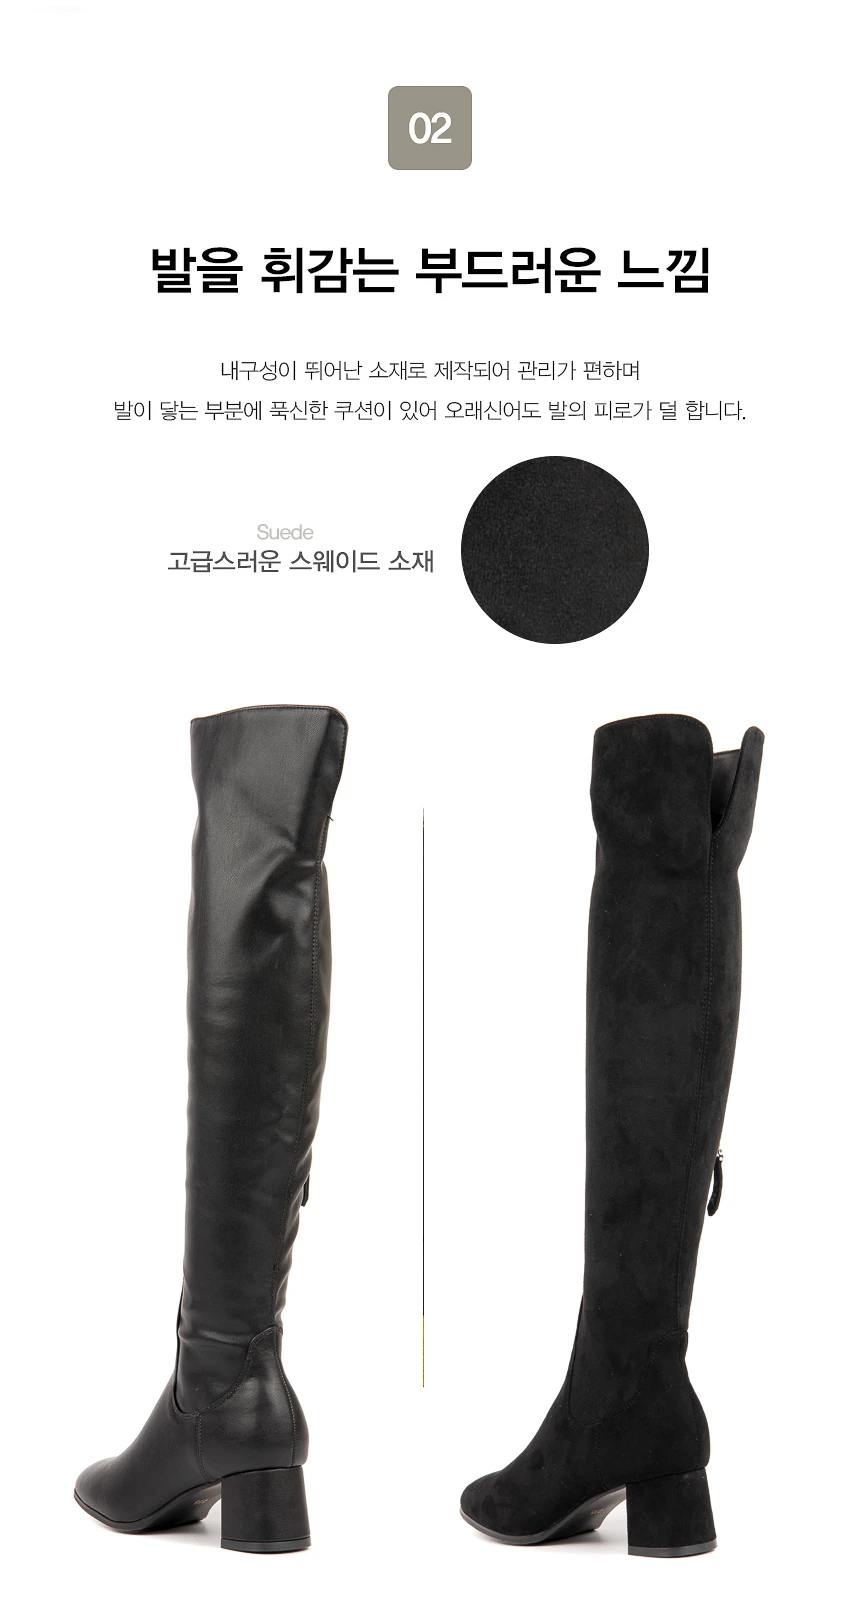 02
발을 휘감는 부드러운 느낌
내구성이 뛰어난 소재로 제작되어 관리가 편하며
발이 닿는 부분에 푹신한 쿠션이 있어 오래신어도 발의 피로가 덜 합니다.
Suede
고급스러운 스웨이드 소재